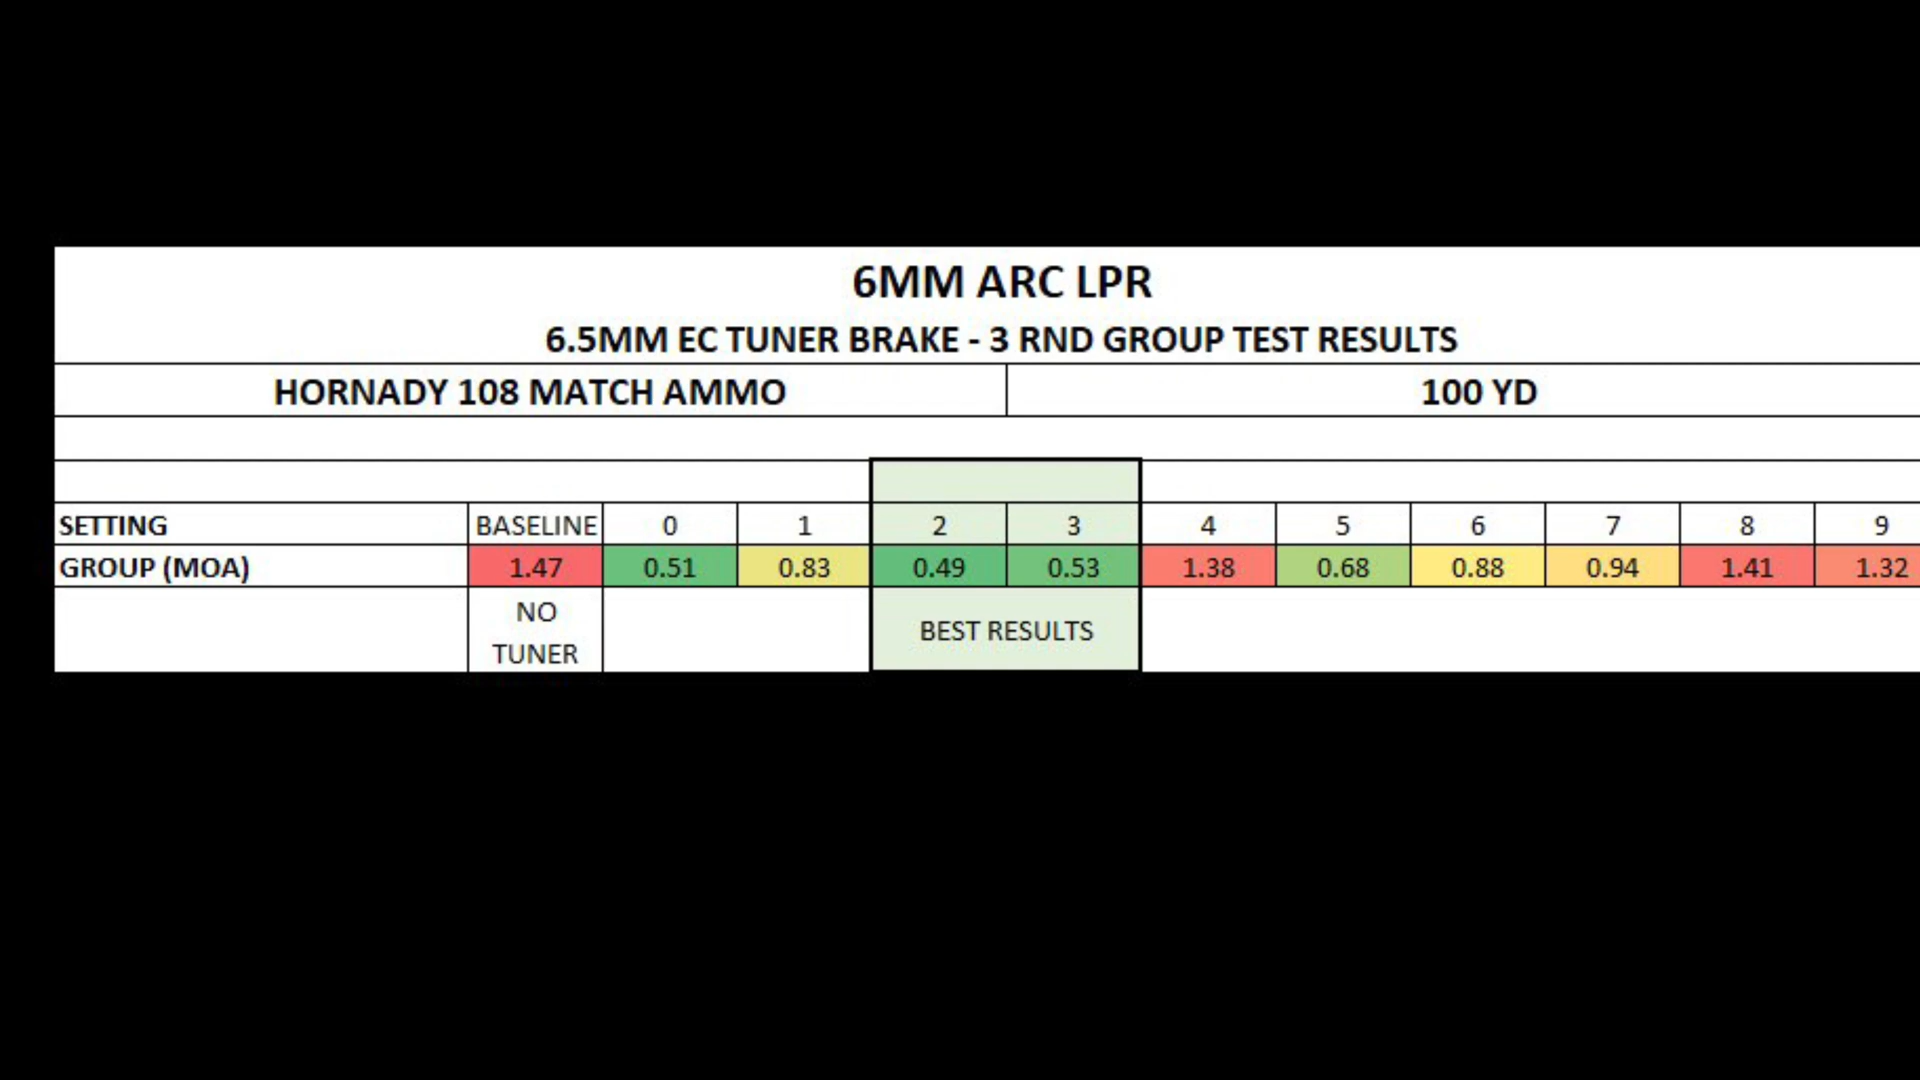 6MM ARC LPR
6.5MM EC TUNER BRAKE - 3 RND GROUP TEST RESULTS
HORNADY 108 MATCH AMMO 100 YD
SETTING BASELINE 0 1 2 3 4 5 6 7 8 9
GROUP (MOA) 1.47 0.51 0.83 0.49 0.53 1.38 0.68 0.88 0.94 1.41 1.32
NO
TUNER
BEST RESULTS